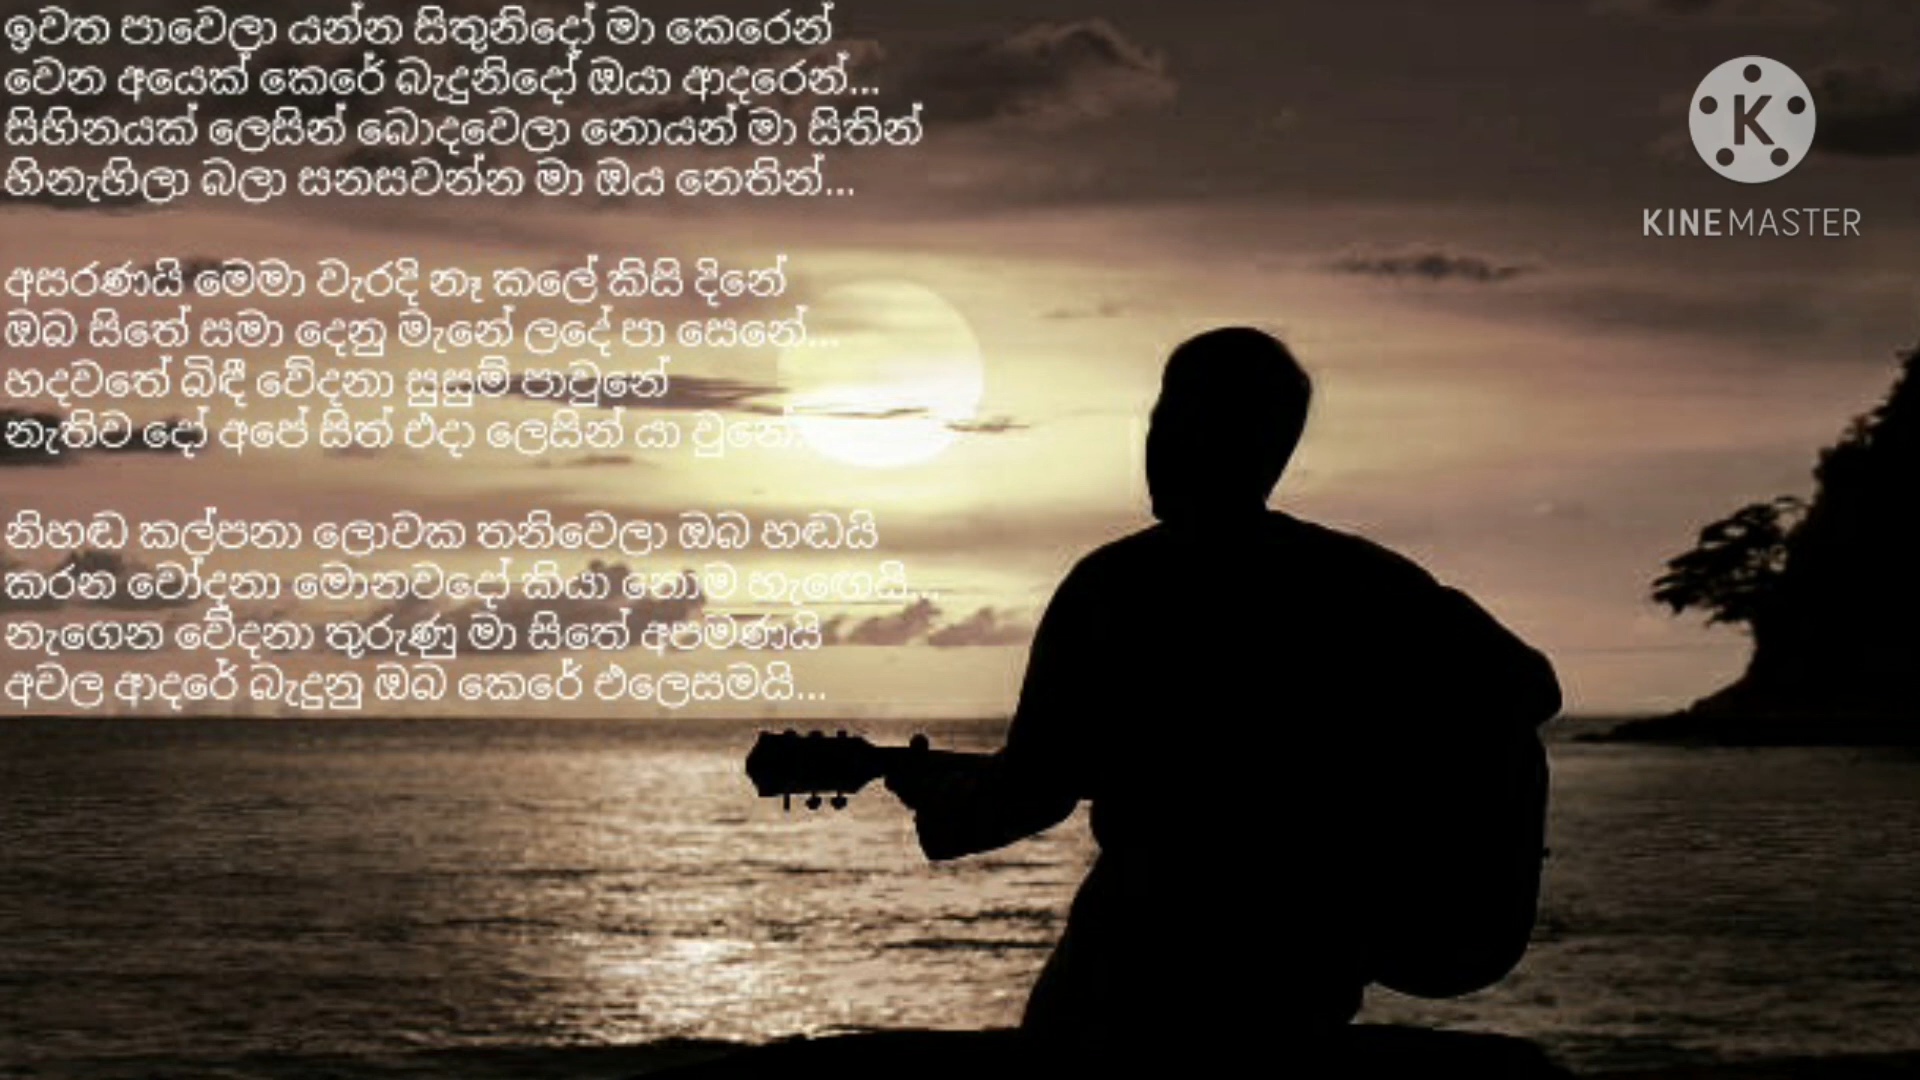 ඉවත පාවෙලා යන්න සිතුනිදෝ මා කෙරෙන්
වෙන අයෙක් කෙරේ බැඳුනිදෝ ඔයා ආදරෙන්...
සිහිනයක් ලෙසින් බොඳවෙලා නොයන් මා සිතින්
හිනැහිලා බලා සනසවන්න මා ඔය නෙතින්...
අසරණයි මෙමා වැරදි නෑ කලේ කිසි දිනේ
ඔබ සිතේ සමා දෙනු මැනේ ලදේ පා සෙනේ...
හදවතේ බිඳී වේදනා සුසුම් පාවුනේ
නැතිව දෝ අපේ සිත් එදා ලෙසින් යා වුනේ..
නිහඬ කල්පනා ලොවක තනිවෙලා ඔබ හඬයි
කරන චෝදනා මොනවදෝ කියා නොම හැඟෙයි...
නැගෙන වේදනා තුරුණු මා සිතේ අපමණයි
අචල ආදරේ බැඳුනු ඔබ කෙරේ එලෙසමයි...
K
KINEMASTER